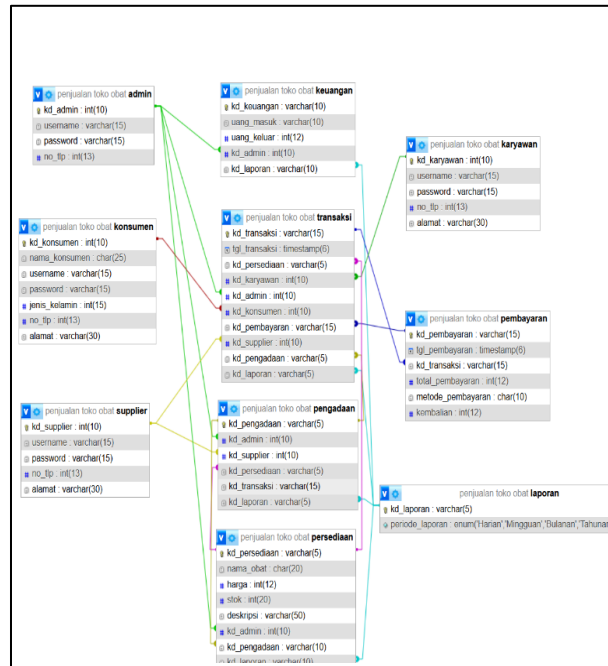 penjualan toko obat admin
kd_admin : int(10)
username : varchar(15)
password : varchar(15)
no_tlp : int(13)
penjualan toko obat keuangan
kd_keuangan : varchar(10)
uang_masuk : varchar(10)
uang_keluar : int(12)
kd_admin : int(10)
kd_laporan : varchar(10)
penjualan toko obat karyawan
kd_karyawan : int(10)
username : varchar(15)
password : varchar(15)
no_tlp : int(13)
alamat : varchar(30)
penjualan toko obat konsumen
kd_konsumen : int(10)
nama_konsumen : char(25)
username : varchar(15)
password : varchar(15)
jenis_kelamin : int(15)
no_tlp : int(13)
alamat : varchar(30)
penjualan toko obat transaksi
kd_transaksi : varchar(15)
tgl_transaksi : timestamp(6)
kd_persediaan : varchar(5)
kd_karyawan : int(10)
kd_admin : int(10)
kd_konsumen : int(10)
kd_pembayaran : varchar(15)
kd_supplier : int(10)
kd_pengadaan : varchar(5)
kd_laporan : varchar(5)
penjualan toko obat pembayaran
kd_pembayaran : varchar(15)
tgl_pembayaran : timestamp(6)
kd_transaksi : varchar(15)
total_pembayaran : int(12)
metode_pembayaran : char(10)
kembalian : int(12)
penjualan toko obat supplier
kd_supplier : int(10)
username : varchar(15)
password : varchar(15)
no_tlp : int(13)
alamat : varchar(30)
penjualan toko obat pengadaan
kd_pengadaan : varchar(5)
kd_admin : int(10)
kd_supplier : int(10)
kd_persediaan : varchar(5)
kd_transaksi : varchar(15)
kd_laporan : varchar(5)
penjualan toko obat laporan
kd_laporan : varchar(5)
periode_laporan : enum('Harian','Mingguan','Bulanan','Tahunan
penjualan toko obat persediaan
kd_persediaan : varchar(5)
nama_obat : char(20)
harga : int(12)
stok : int(20)
deskripsi : varchar(50)
kd_admin : int(10)
kd_pengadaan : varchar(10)
kd_laporan : varchar(10)